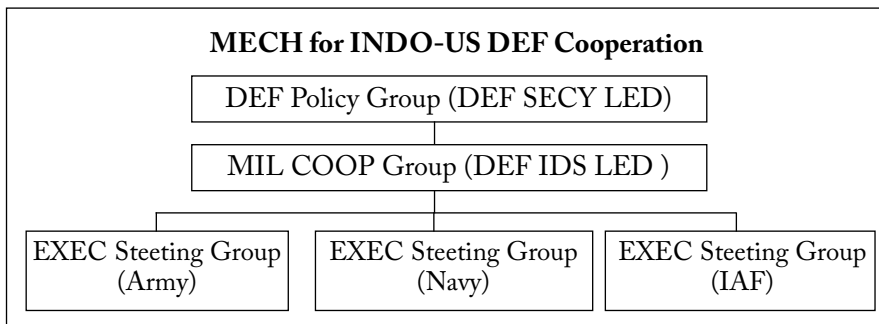 MECH for INDO-US DEF Cooperation
DEF Policy Group (DEF SECY LED)
MIL COOP Group (DEF IDS LED )
EXEC Steeting Group
(Army)
EXEC Steeting Group
(Navy)
EXEC Steeting Group
(IAF)